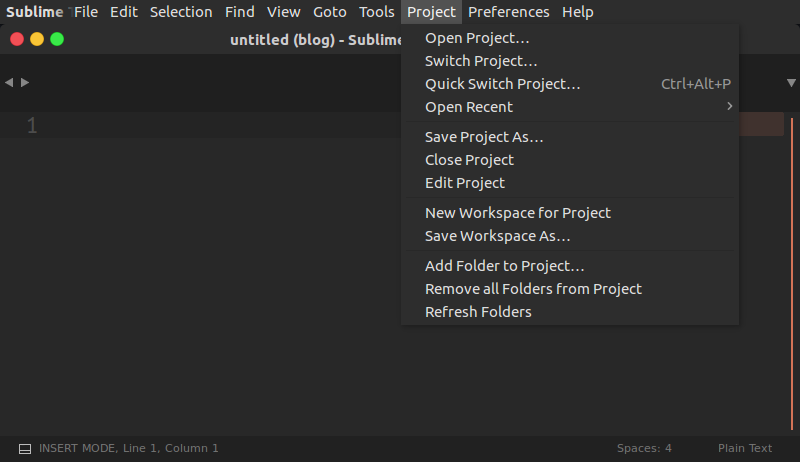 Sublime File Edit Selection Find View Goto Tools Project Preferences Help
untitled (blog) - Sublime
Open Project…
Switch Project…
Quick Switch Project… Ctrl+Alt+P
Open Recent
1
Save Project As…
Close Project
Edit Project
New Workspace for Project
Save Workspace As…
Add Folder to Project…
Remove all Folders from Project
Refresh Folders
INSERT MODE, Line 1, Column 1 Spaces: 4 Plain Text